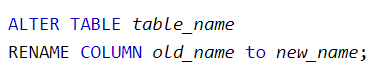 ALTER TABLE table_name
RENAME COLUMN old_name to new_name;